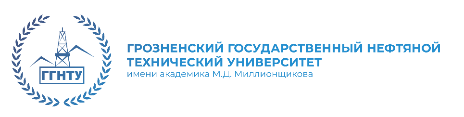 ГГНТУ
ГРОЗНЕНСКИЙ ГОСУДАРСТВЕННЫЙ НЕФТЯНОЙ
ТЕХНИЧЕСКИЙ УНИВЕРСИТЕТ
имени академика М.Д. Миллионщикова